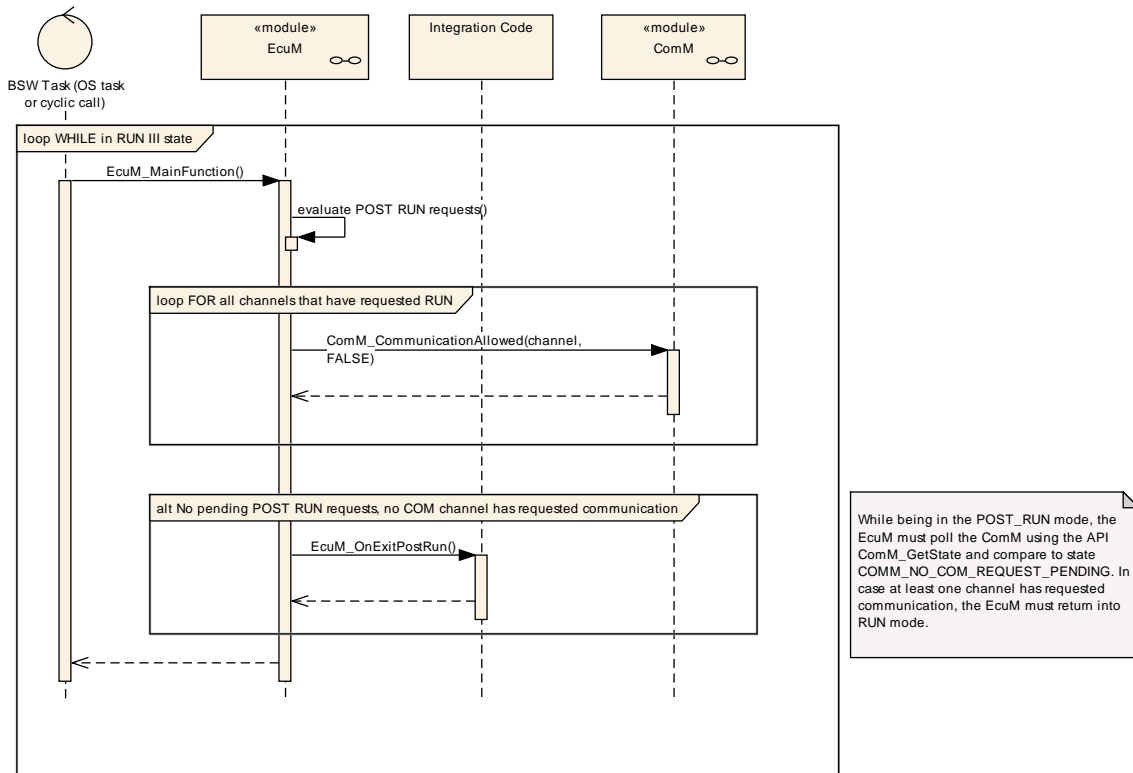 «module»
EcuM
Integration Code
«module»
ComM
BSW Task (OS task
or cyclic call)
loop WHILE in RUN III state
EcuM_MainFunction()
evaluate POST RUN requests()
loop FOR all channels that have requested RUN
ComM_CommunicationAllowed(channel,
FALSE)
alt No pending POST RUN requests, no COM channel has requested communication
EcuM_OnExitPostRun()
While being in the POST_RUN mode, the
EcuM must poll the ComM using the API
ComM_GetState and compare to state
COMM_NO_COM_REQUEST_PENDING. In
case at least one channel has requested
communication, the EcuM must return into
RUN mode.